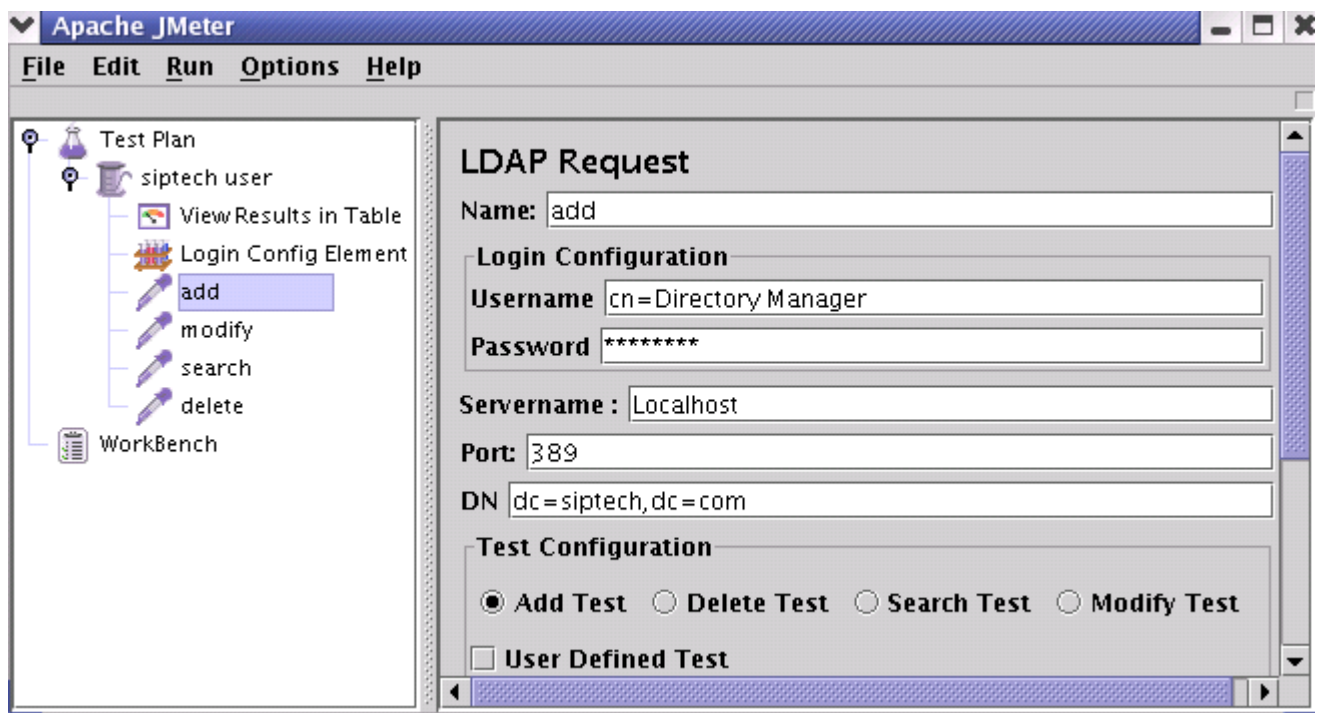 Apache JMeter
File Edit Run Options Help
Test Plan
siptech user
View Results in Table
Login Config Element
add
modify
search
delete
WorkBench
LDAP Request
Name: add
Login Configuration
Username cn=Directory Manager
Password ********
Servername : Localhost
Port: 389
DN dc=siptech,dc=com
Test Configuration
Add Test Delete Test Search Test Modify Test
User Defined Test